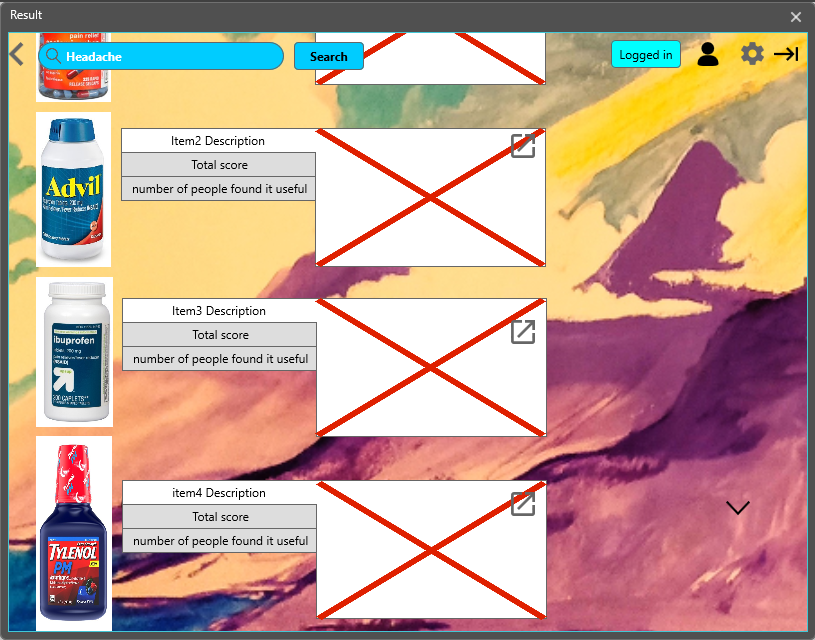 Result
pain relief
Headache
Search
Logged in
Item2 Description
Total score
number of people found it useful
Advil
Item3 Description
Total score
number of people found it useful
ibuprofen
item4 Description
Total score
number of people found it useful
TYLENOL
PM